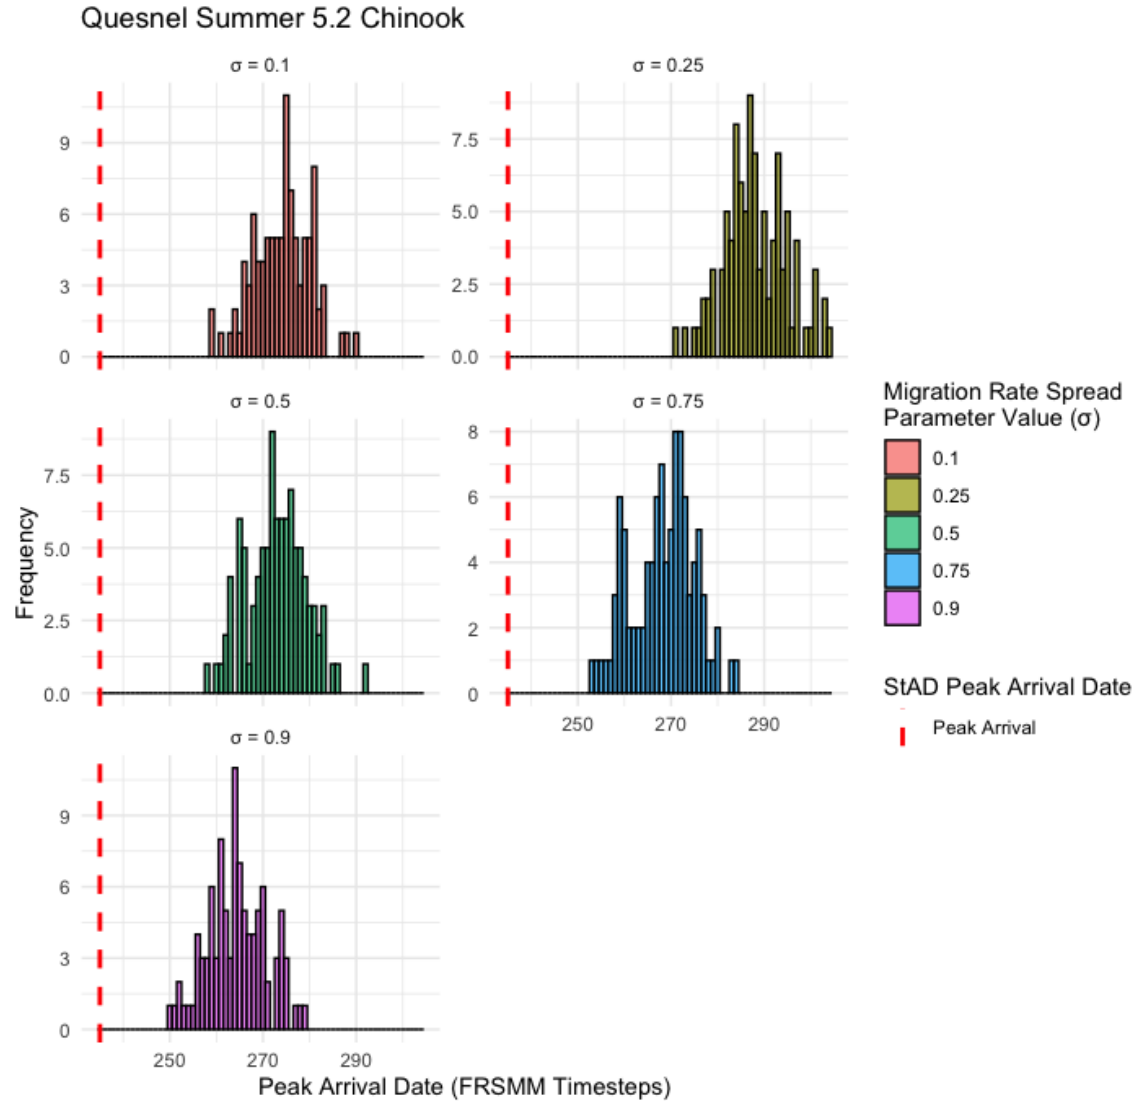 Quesnel Summer 5.2 Chinook
σ = 0.1
σ = 0.25
9
6
3
0
7.5
5.0
2.5
0.0
σ = 0.5
σ = 0.75
7.5
5.0
2.5
0.0
8
6
4
2
0
250 270 290
σ = 0.9
9
6
3
0
250 270 290
Frequency
Peak Arrival Date (FRSMM Timesteps)
Migration Rate Spread
Parameter Value (σ)
0.1
0.25
0.5
0.75
0.9
StAD Peak Arrival Date
Peak Arrival